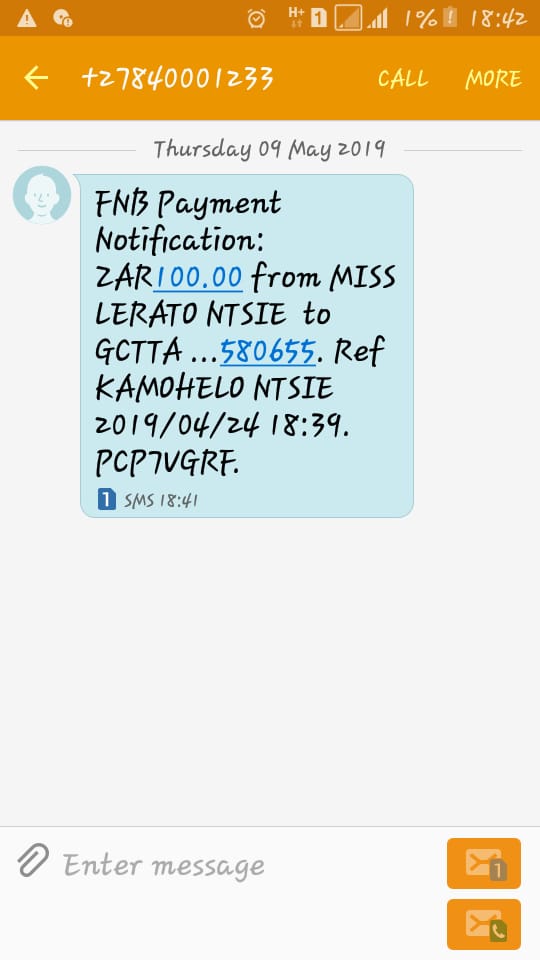 H+ 1 1% 18:42
+27840001233 CALL MORE
Thursday 09 May 2019
FNB Payment
Notification:
ZAR100.00 from MISS
LERATO NTSIE to
GCTTA ...580655. Ref
KAMOHELO NTSIE
2019/04/24 18:39.
PCP7VGRF.
1 SMS 18:41
Enter message
1